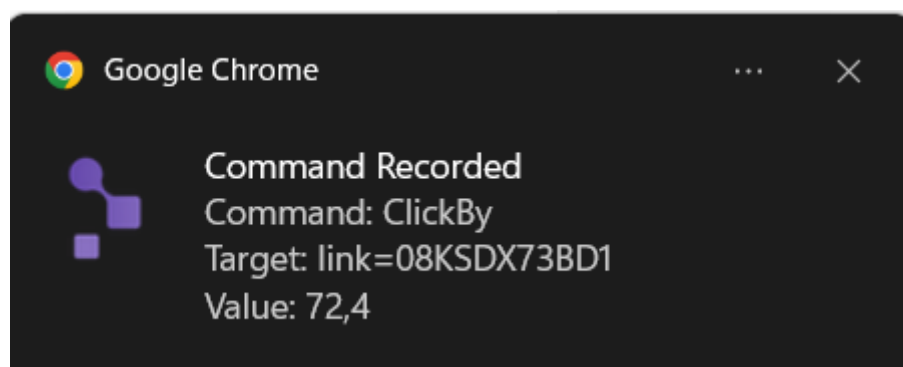 Google Chrome
Command Recorded
Command: ClickBy
Target: link=08KSDX73BD1
Value: 72,4